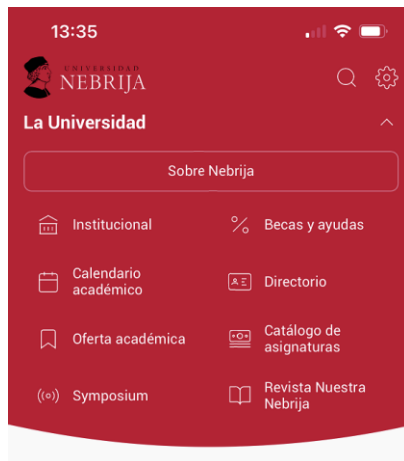 13:35
UNIVERSIDAD
NEBRIJA
La Universidad
Sobre Nebrija
Institucional
Becas y ayudas
Calendario
académico
Directorio
Oferta académica
Catálogo de
asignaturas
Symposium
Revista Nuestra
Nebrija